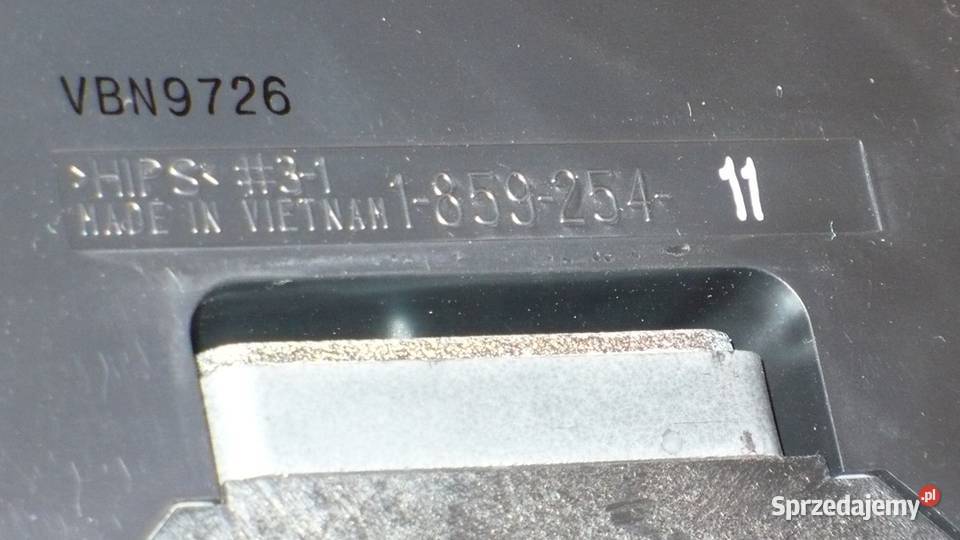 VBN9726
>HIPS< #3-1
MADE IN VIETNAM 1-859-254- 11
Sprzedajemy.pl